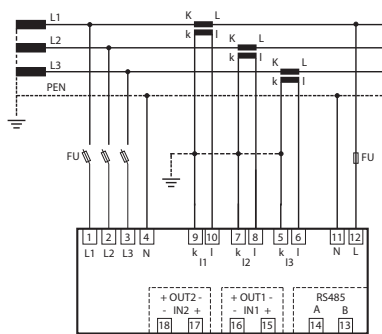 L1 K L
k l
L2 K L
k l
L3 K L
k l
PEN
FU FU
1 2 3 4 9 10 7 8 5 6 11 12
L1 L2 L3 N k l k l k l N L
I1 I2 I3
+ OUT2 - + OUT1 - RS485
- IN2 + - IN1 + A B
18 17 16 15 14 13